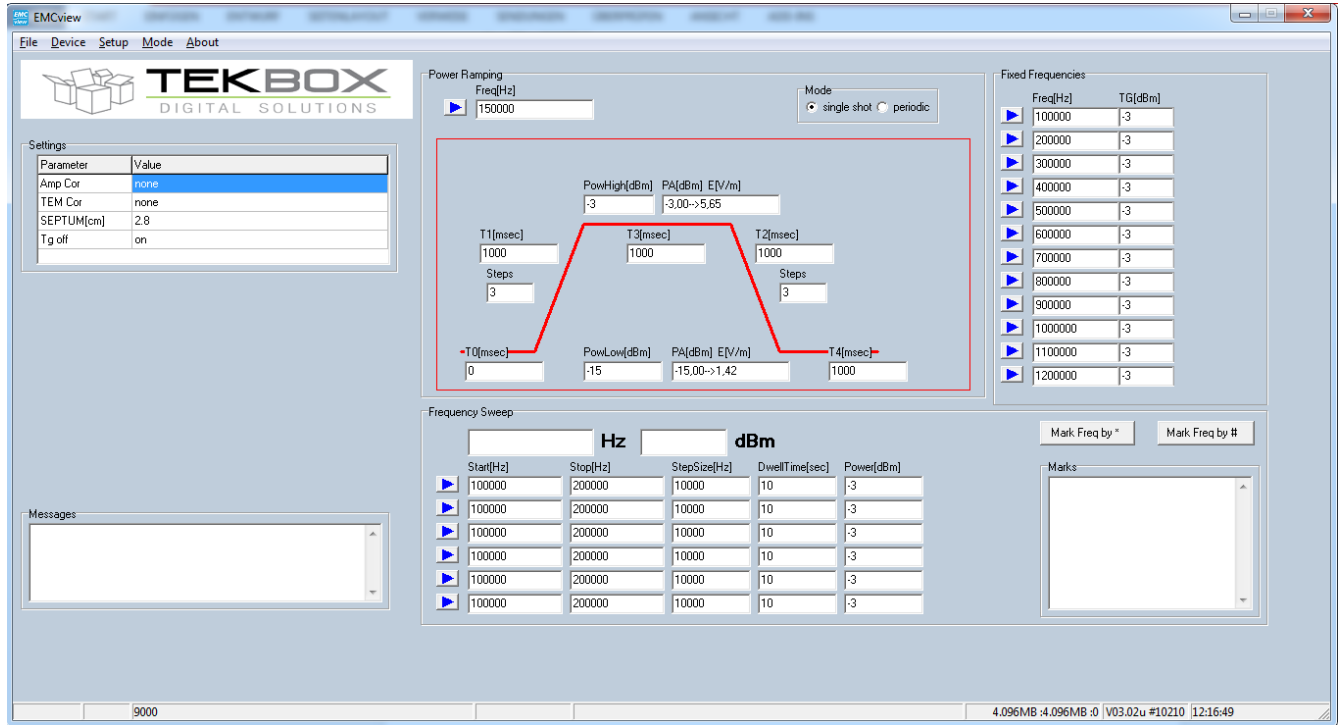 EMCview
File Device Setup Mode About
TEKBOX
DIGITAL SOLUTIONS
Settings
Parameter Value
Amp Cor none
TEM Cor none
SEPTUM[cm] 2.8
Tg off on
Messages
Power Ramping
Freq[Hz]
150000
Mode
single shot periodic
PowHigh[dBm] PA[dBm] E[V/m]
-3 -3,00-->5,65
T1[msec] T3[msec] T2[msec]
1000 1000 1000
Steps Steps
3 3
T0[msec] PowLow[dBm] PA[dBm] E[V/m] T4[msec]
0 -15 -15,00-->1,42 1000
Fixed Frequencies
Freq[Hz] TG[dBm]
100000 -3
200000 -3
300000 -3
400000 -3
500000 -3
600000 -3
700000 -3
800000 -3
900000 -3
1000000 -3
1100000 -3
1200000 -3
Frequency Sweep
Hz dBm
Start[Hz] Stop[Hz] StepSize[Hz] DwellTime[sec] Power[dBm]
100000 200000 10000 10 -3
100000 200000 10000 10 -3
100000 200000 10000 10 -3
100000 200000 10000 10 -3
100000 200000 10000 10 -3
100000 200000 10000 10 -3
Mark Freq by * Mark Freq by #
Marks
9000 4.096MB :4.096MB :0 V03.02u #10210 12:16:49